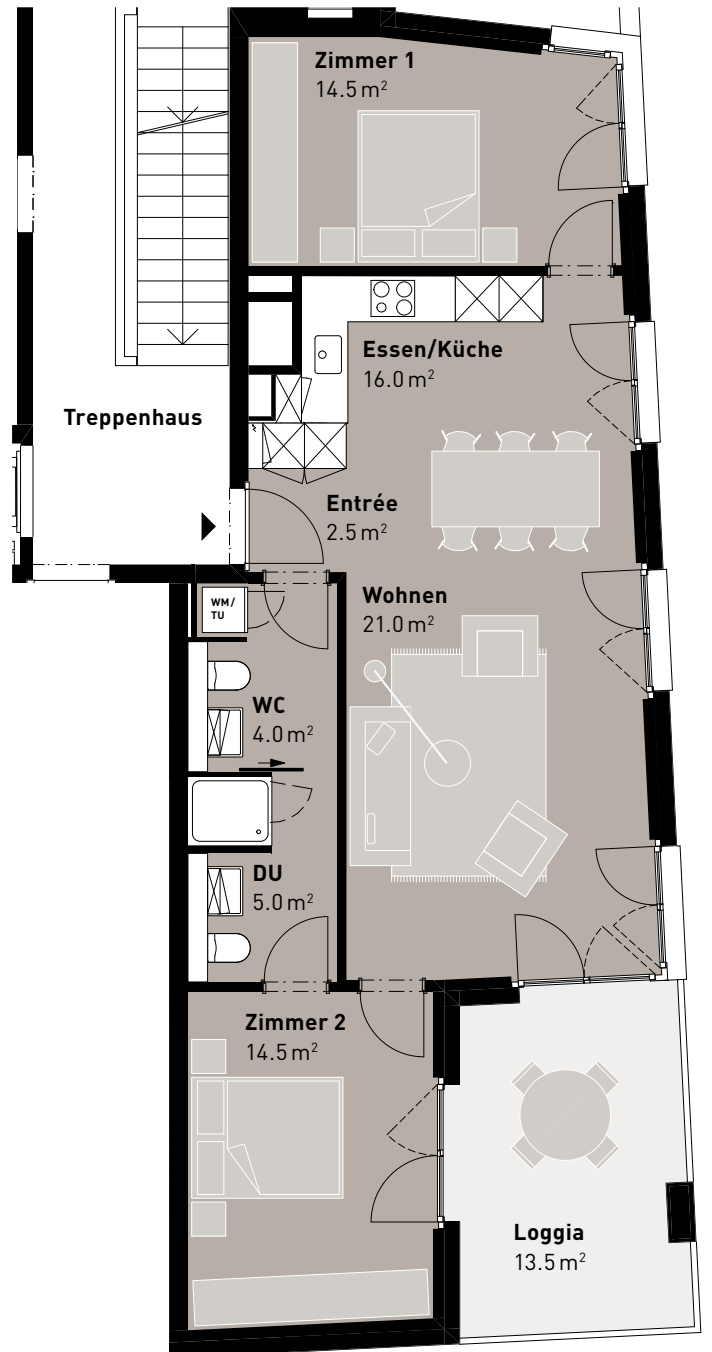 Zimmer 1
14.5 m²
Essen/Küche
16.0 m²
Treppenhaus
Entrée
2.5 m²
Wohnen
21.0 m²
WM/
TU
WC
4.0 m²
DU
5.0 m²
Zimmer 2
14.5 m²
Loggia
13.5 m²